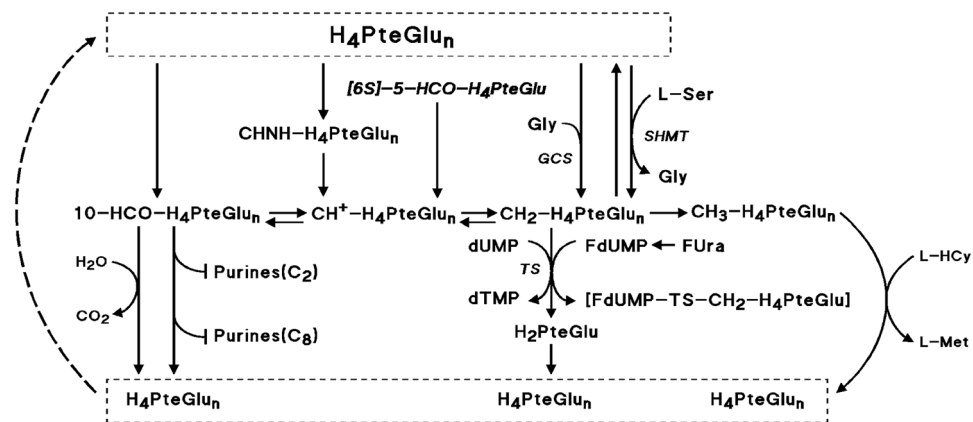 H4PteGlun
[6S]-5-HCO-H4PteGlu
L-Ser
CHNH-H4PteGlun
Gly
SHMT
GCS
Gly
10-HCO-H4PteGlun
CH+-H4PteGlun
CH2-H4PteGlun
CH3-H4PteGlun
dUMP
FdUMP
FUra
H2O
Purines(C2)
TS
L-HCy
dTMP
[FdUMP-TS-CH2-H4PteGlu]
CO2
Purines(C8)
H2PteGlu
L-Met
H4PteGlun
H4PteGlun
H4PteGlun